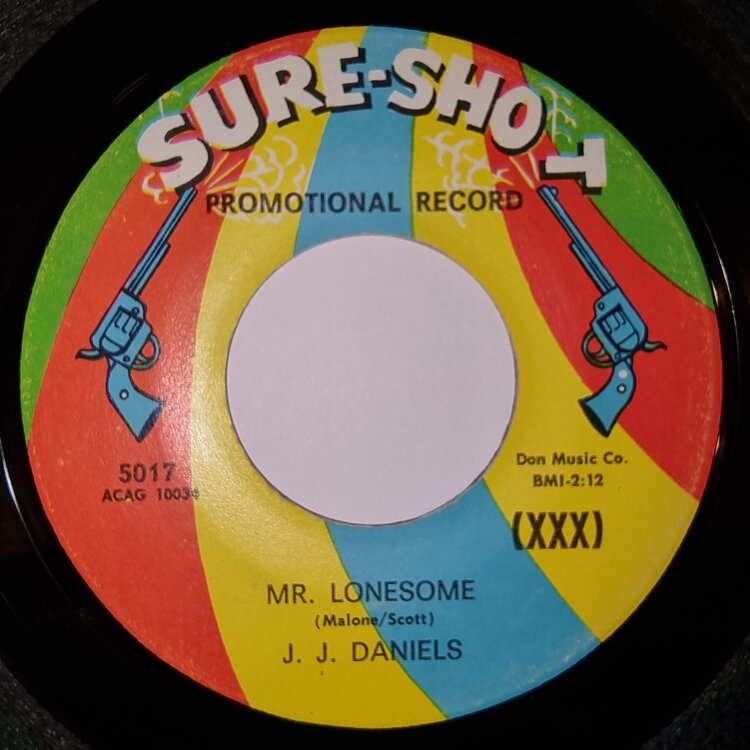 SURE-SHOT
PROMOTIONAL RECORD
5017
ACAG 10034
Don Music Co.
BMI-2:12
(XXX)
MR. LONESOME
(Malone/Scott)
J. J. DANIELS